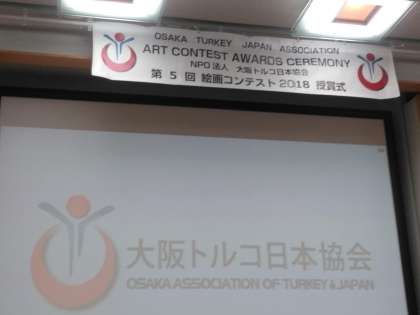 OSAKA TURKEY JAPAN ASSOCIATION
ART CONTEST AWARDS CEREMONY
NPO法人 大阪トルコ日本協会
第5回 絵画コンテスト2018 授賞式
大阪トルコ日本協会
OSAKA ASSOCIATION OF TURKEY & JAPAN